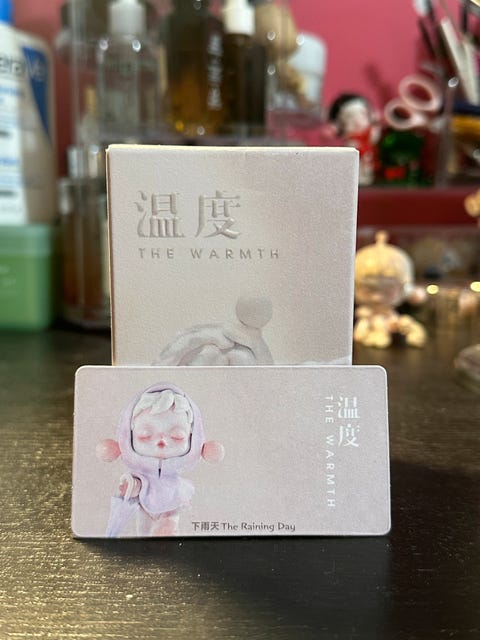 温度
THE WARMTH
温度
THE WARMTH
下雨天 The Raining Day